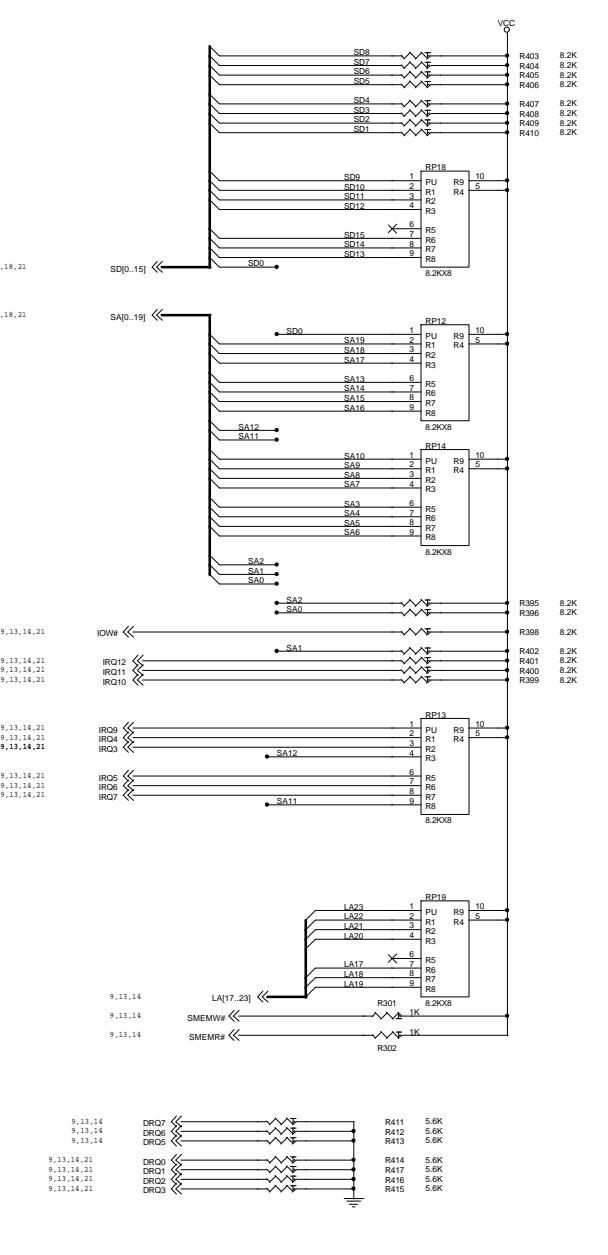 VCC
SD8 R403 8.2K
SD7 R404 8.2K
SD6 R405 8.2K
SD5 R406 8.2K
SD4 R407 8.2K
SD3 R408 8.2K
SD2 R409 8.2K
SD1 R410 8.2K
RP18
SD9 1 PU R9 10
SD10 2 R1 R4 5
SD11 3 R2
SD12 4 R3
6 R5
SD15 7 R6
SD14 8 R7
SD13 9 R8
,18,21 SD[0..15] SD0
8.2KX8
,18,21 SA[0..19]
RP12
SD0 1 PU R9 10
SA19 2 R1 R4 5
SA18 3 R2
SA17 4 R3
SA13 6 R5
SA14 7 R6
SA15 8 R7
SA16 9 R8
8.2KX8
SA12
SA11
RP14
SA10 1 PU R9 10
SA9 2 R1 R4 5
SA8 3 R2
SA7 4 R3
SA3 6 R5
SA4 7 R6
SA5 8 R7
SA6 9 R8
8.2KX8
SA2
SA1
SA0
SA2 R395 8.2K
SA0 R396 8.2K
9,13,14,21 IOW# R398 8.2K
SA1 R402 8.2K
9,13,14,21 IRQ12 R401 8.2K
9,13,14,21 IRQ11 R400 8.2K
9,13,14,21 IRQ10 R399 8.2K
RP13
9,13,14,21 IRQ9 1 PU R9 10
9,13,14,21 IRQ4 2 R1 R4 5
9,13,14,21 IRQ3 3 R2
SA12 4 R3
9,13,14,21 IRQ5 6 R5
9,13,14,21 IRQ6 7 R6
9,13,14,21 IRQ7 8 R7
SA11 9 R8
8.2KX8
RP19
LA23 1 PU R9 10
LA22 2 R1 R4 5
LA21 3 R2
LA20 4 R3
6 R5
LA17 7 R6
LA18 8 R7
LA19 9 R8
9,13,14 LA[17..23] 8.2KX8
R301
9,13,14 SMEMW# 1K
9,13,14 SMEMR# 1K
R302
9,13,14 DRQ7 R411 5.6K
9,13,14 DRQ6 R412 5.6K
9,13,14 DRQ5 R413 5.6K
9,13,14,21 DRQ0 R414 5.6K
9,13,14,21 DRQ1 R417 5.6K
9,13,14,21 DRQ2 R416 5.6K
9,13,14,21 DRQ3 R415 5.6K